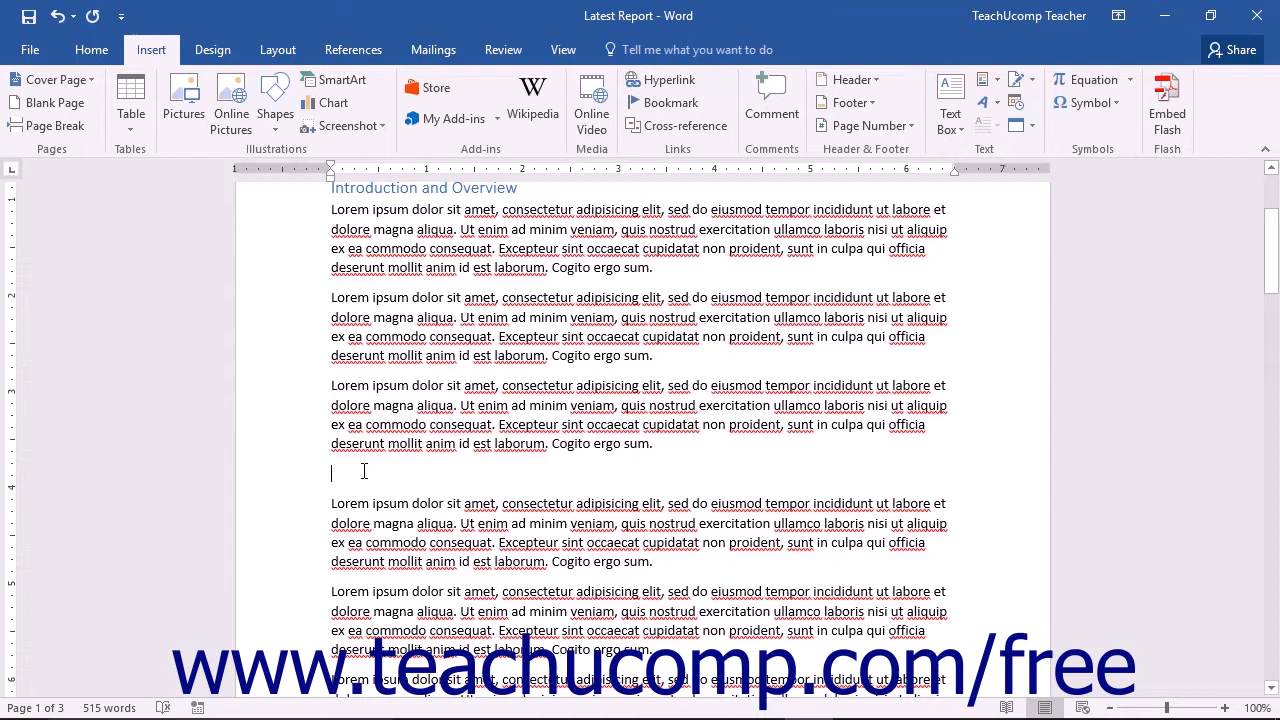 Latest Report - Word
TeachUcomp Teacher
File Home Insert Design Layout References Mailings Review View Tell me what you want to do Share
Cover Page
Blank Page
Page Break
Pages
Table
Tables
Pictures
Online Pictures
Shapes
SmartArt
Chart
Screenshot
Illustrations
Store
My Add-ins
Wikipedia
Add-ins
Online Video
Media
Hyperlink
Bookmark
Cross-reference
Links
Comment
Comments
Header
Footer
Page Number
Header & Footer
Text Box
Text
Equation
Symbol
Symbols
Embed Flash
Flash
1 1 2 3 4 5 6 7
Introduction and Overview
Lorem ipsum dolor sit amet, consectetur adipisicing elit, sed do eiusmod tempor incididunt ut labore et
dolore magna aliqua. Ut enim ad minim veniam, quis nostrud exercitation ullamco laboris nisi ut aliquip
ex ea commodo consequat. Excepteur sint occaecat cupidatat non proident, sunt in culpa qui officia
deserunt mollit anim id est laborum. Cogito ergo sum.
Lorem ipsum dolor sit amet, consectetur adipisicing elit, sed do eiusmod tempor incididunt ut labore et
dolore magna aliqua. Ut enim ad minim veniam, quis nostrud exercitation ullamco laboris nisi ut aliquip
ex ea commodo consequat. Excepteur sint occaecat cupidatat non proident, sunt in culpa qui officia
deserunt mollit anim id est laborum. Cogito ergo sum.
Lorem ipsum dolor sit amet, consectetur adipisicing elit, sed do eiusmod tempor incididunt ut labore et
dolore magna aliqua. Ut enim ad minim veniam, quis nostrud exercitation ullamco laboris nisi ut aliquip
ex ea commodo consequat. Excepteur sint occaecat cupidatat non proident, sunt in culpa qui officia
deserunt mollit anim id est laborum. Cogito ergo sum.
Lorem ipsum dolor sit amet, consectetur adipisicing elit, sed do eiusmod tempor incididunt ut labore et
dolore magna aliqua. Ut enim ad minim veniam, quis nostrud exercitation ullamco laboris nisi ut aliquip
ex ea commodo consequat. Excepteur sint occaecat cupidatat non proident, sunt in culpa qui officia
deserunt mollit anim id est laborum. Cogito ergo sum.
Lorem ipsum dolor sit amet, consectetur adipisicing elit, sed do eiusmod tempor incididunt ut labore et
dolore magna aliqua. Ut enim ad minim veniam, quis nostrud exercitation ullamco laboris nisi ut aliquip
ex ea commodo consequat. Excepteur sint occaecat cupidatat non proident, sunt in culpa qui officia
deserunt mollit anim id est laborum. Cogito ergo sum.
Lorem ipsum dolor sit amet, consectetur adipisicing elit, sed do eiusmod tempor incididunt ut labore et
www.teachucomp.com/free
Page 1 of 3 515 words 100%